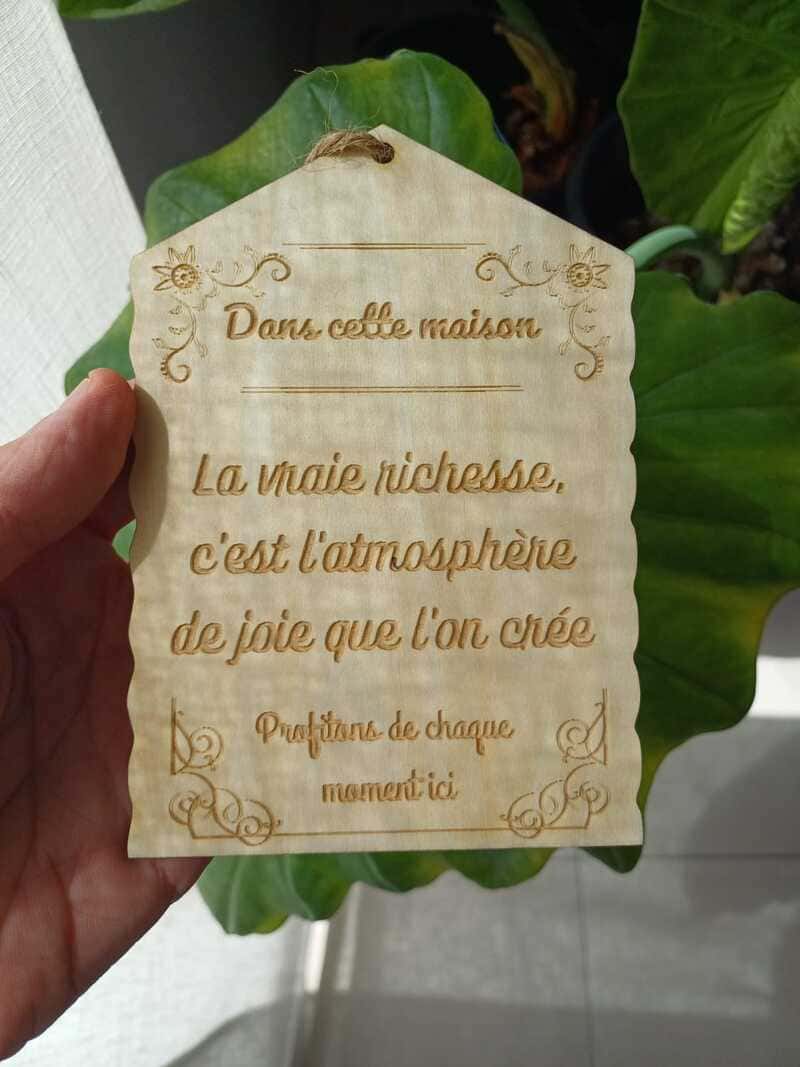 Dans cette maison
La vraie richesse,
c'est l'atmosphère
de joie que l'on crée
Profitons de chaque
moment ici